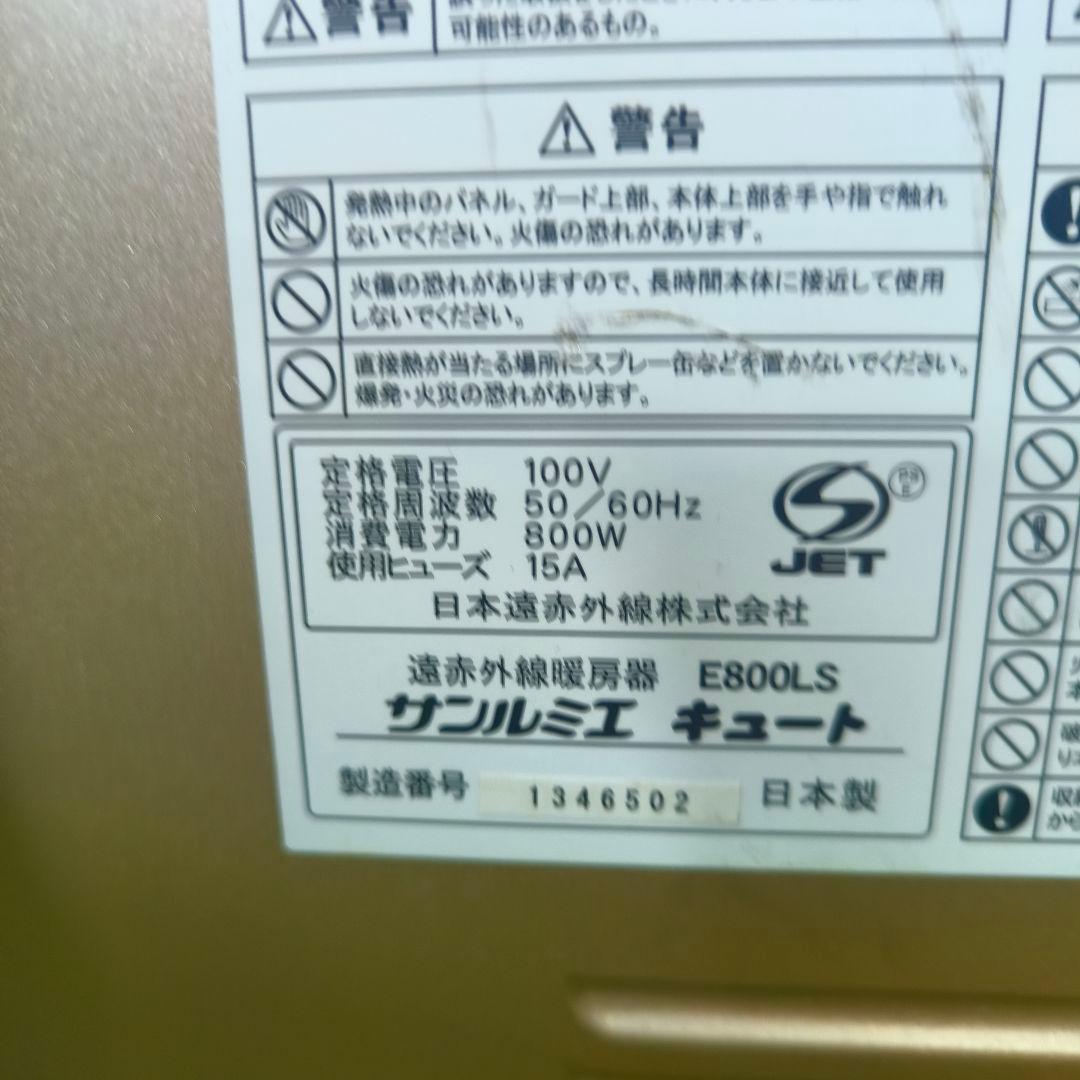 警告
可能性のあるもの。
警告
発熱中のパネル、ガード上部、本体上部を手や指で触れ
ないでください。火傷の恐れがあります。
火傷の恐れがありますので、長時間本体に接近して使用
しないでください。
直接熱が当たる場所にスプレー缶などを置かないでください。
爆発・火災の恐れがあります。
定格電圧 100V
定格周波数 50/60Hz
消費電力 800W
使用ヒューズ 15A
JET
日本遠赤外線株式会社
遠赤外線暖房器 E800LS
サンルミエ キュート
製造番号 1346502 日本製
から